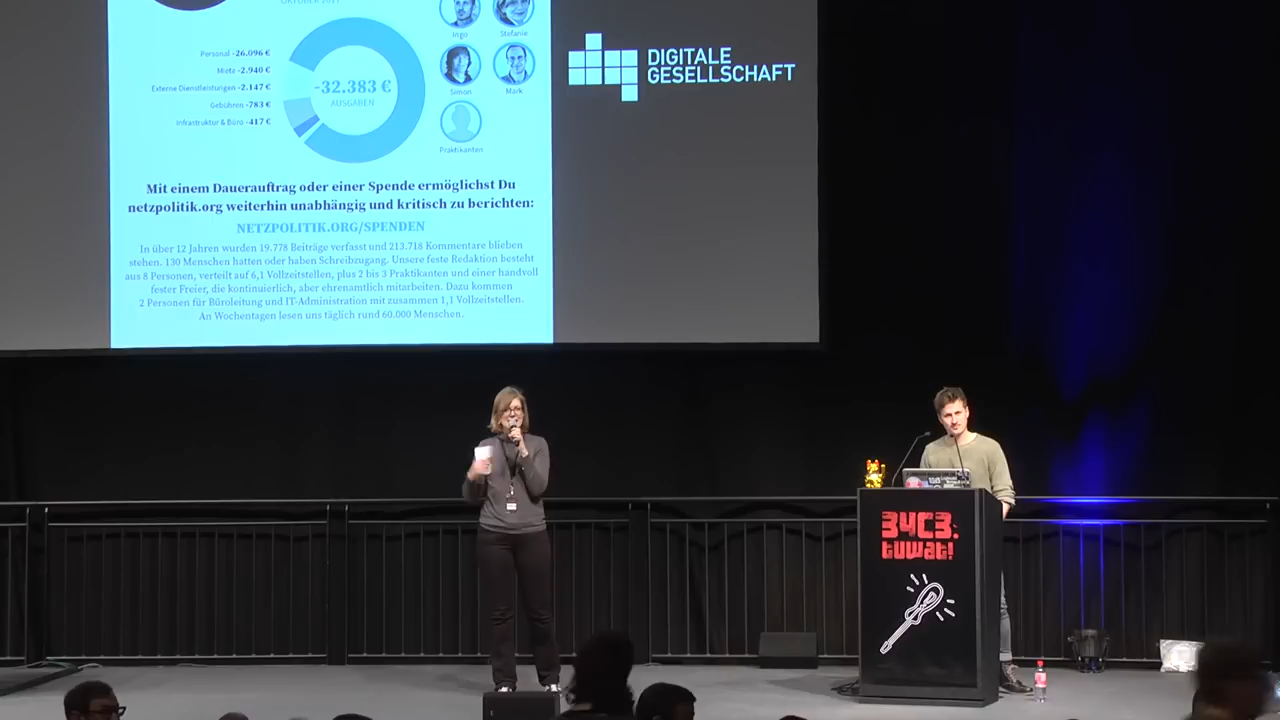 OKTOBER 2017
Ingo
Stefanie
Personal -26.096 €
Miete -2.940 €
Externe Dienstleistungen -2.147 €
Gebühren -783 €
Infrastruktur & Büro -417 €
-32.383 €
AUSGABEN
Simon
Mark
Praktikanten
DIGITALE
GESELLSCHAFT
Mit einem Dauerauftrag oder einer Spende ermöglichst Du
netzpolitik.org weiterhin unabhängig und kritisch zu berichten:
NETZPOLITIK.ORG/SPENDEN
In über 12 Jahren wurden 19.778 Beiträge verfasst und 213.718 Kommentare blieben
stehen. 130 Menschen hatten oder haben Schreibzugang. Unsere feste Redaktion besteht
aus 8 Personen, verteilt auf 6,1 Vollzeitstellen, plus 2 bis 3 Praktikanten und einer handvoll
fester Freier, die kontinuierlich, aber ehrenamtlich mitarbeiten. Dazu kommen
2 Personen für Büroleitung und IT-Administration mit zusammen 1,1 Vollzeitstellen.
An Wochentagen lesen uns täglich rund 60.000 Menschen.
34C3.
tuwat!